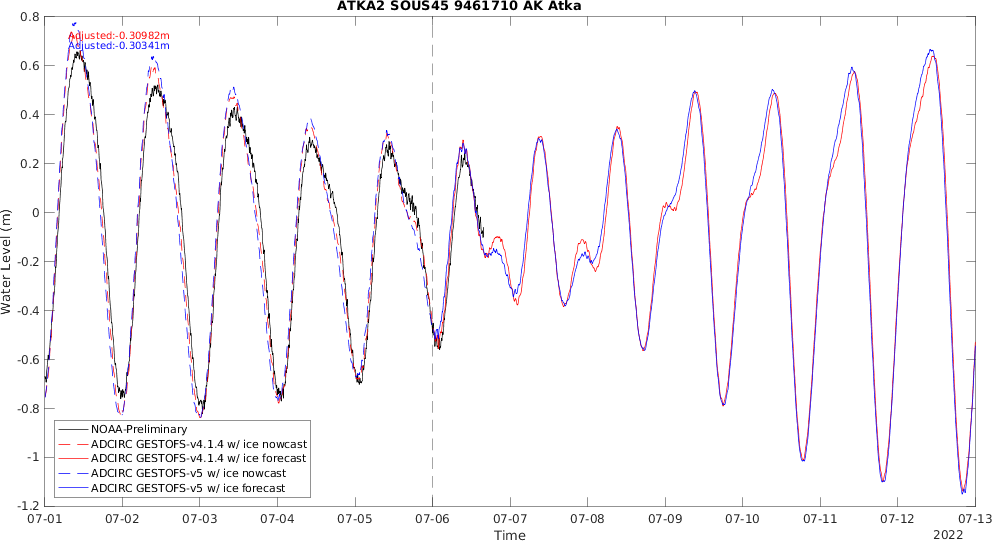 ATKA2 SOUS45 9461710 AK Atka
0.8
0.6
0.4
0.2
0
-0.2
-0.4
-0.6
-0.8
-1
-1.2
Water Level (m)
Adjusted:-0.30982m
Adjusted:-0.30341m
NOAA-Preliminary
ADCIRC GESTOFS-v4.1.4 w/ ice nowcast
ADCIRC GESTOFS-v4.1.4 w/ ice forecast
ADCIRC GESTOFS-v5 w/ ice nowcast
ADCIRC GESTOFS-v5 w/ ice forecast
07-01 07-02 07-03 07-04 07-05 07-06 07-07 07-08 07-09 07-10 07-11 07-12 07-13
Time
2022